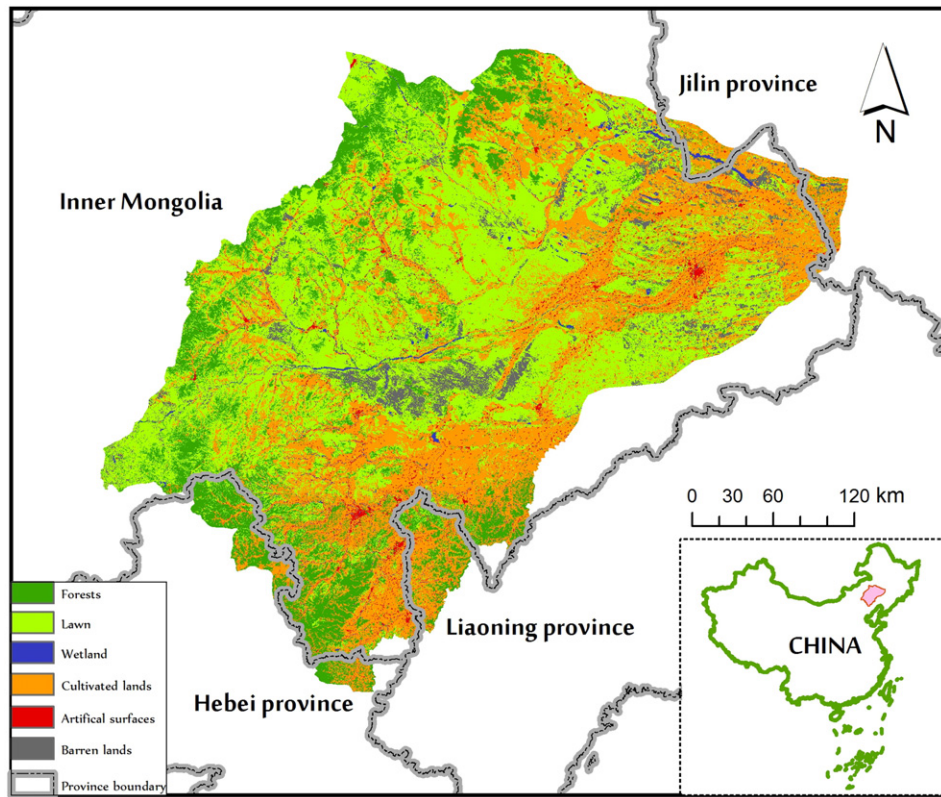 Jilin province
N
Inner Mongolia
0 30 60 120 km
Forests
Lawn
Wetland
Cultivated lands
Artifical surfaces
Barren lands
Province boundary
Liaoning province
Hebei province
CHINA